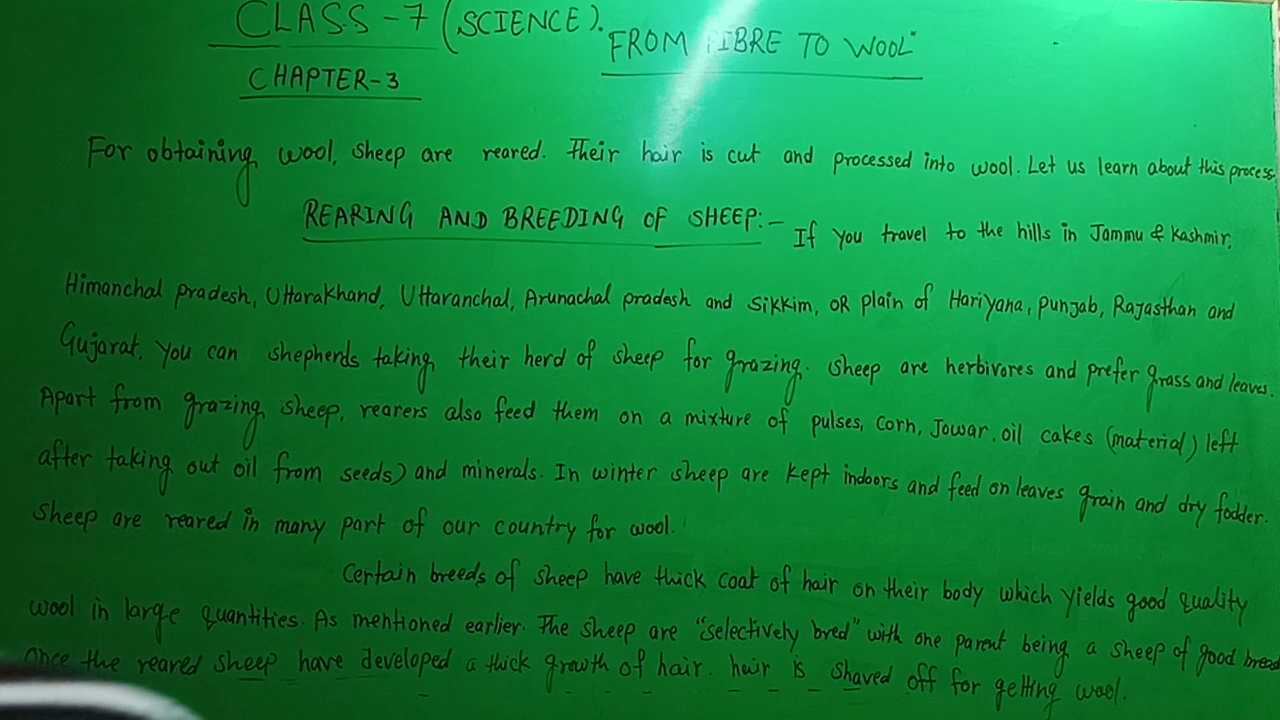 CLASS-7 (SCIENCE).
FROM FIBRE TO WOOL"
CHAPTER-3
For obtaining wool, sheep are reared. Their hair is cut and processed into wool. Let us learn about this process.
REARING AND BREEDING OF SHEEP:- If you travel to the hills in Jammu & Kashmir,
Himanchal pradesh, Uttarakhand, Uttaranchal, Arunachal pradesh and Sikkim, OR plain of Hariyana, punjab, Rajasthan and
Gujarat, you can shepherds taking their herd of sheep for grazing. Sheep are herbivores and prefer grass and leaves.
Apart from grazing sheep, rearers also feed them on a mixture of pulses, corn, Jowar, oil cakes (material) left
after taking out oil from seeds) and minerals. In winter sheep are kept indoors and feed on leaves grain and dry fodder.
Sheep are reared in many part of our country for wool.
Certain breeds of sheep have thick coat of hair on their body which yields good quality
wool in large quantities. As mentioned earlier. The sheep are "selectively bred" with one parent being a sheep of good breed
once the reared sheep have developed a thick growth of hair. hair is shaved off for getting wool.